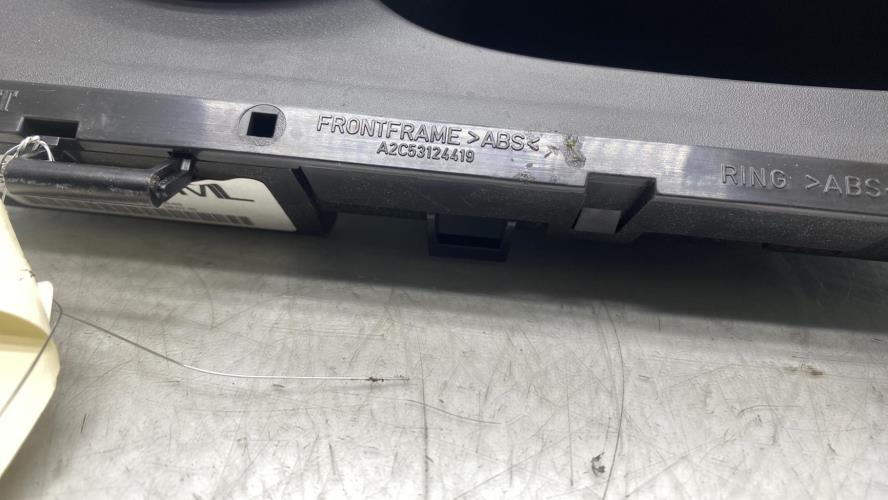 FRONTFRAME >ABS<
A2C53124419
RING >ABS